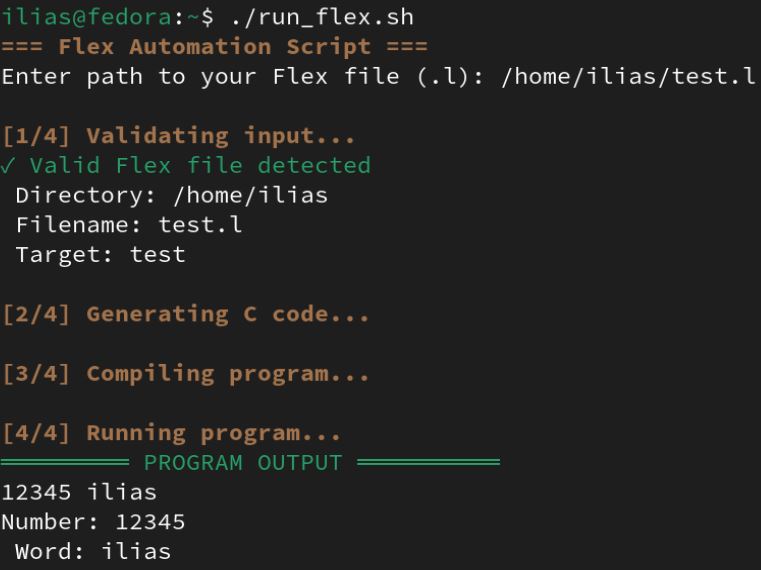 ilias@fedora:~$ ./run_flex.sh
=== Flex Automation Script ===
Enter path to your Flex file (.l): /home/ilias/test.l
[1/4] Validating input...
✓ Valid Flex file detected
Directory: /home/ilias
Filename: test.l
Target: test
[2/4] Generating C code...
[3/4] Compiling program...
[4/4] Running program...
═════════ PROGRAM OUTPUT ══════════
12345 ilias
Number: 12345
Word: ilias